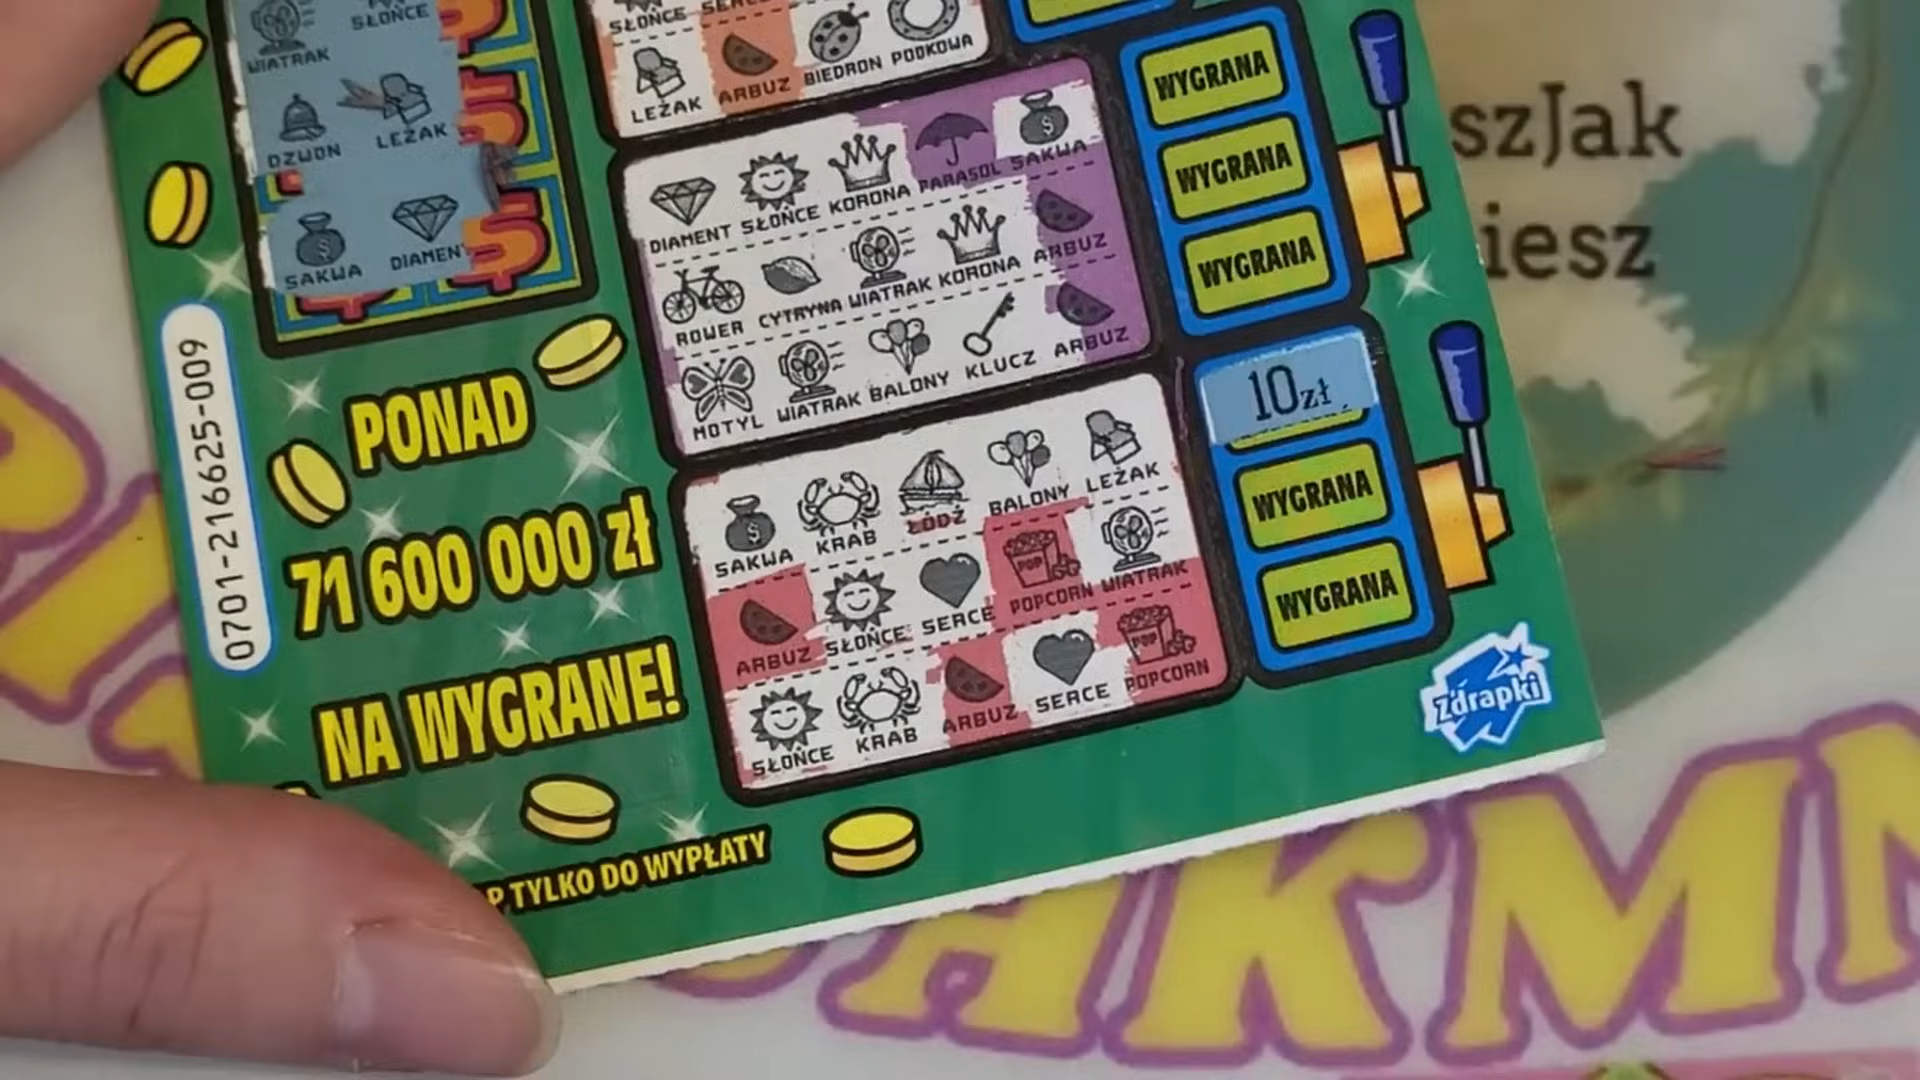 WIATRAK SŁOŃCE
DZWON LEŻAK
SAKWA DIAMENT
0701-216625-009
PONAD
71 600 000 zł
NA WYGRANE!
TYLKO DO WYPŁATY
SŁOŃCE
LEŻAK ARBUZ BIEDRON PODKOWA
DIAMENT SŁOŃCE KORONA PARASOL SAKWA
ROWER CYTRYNA WIATRAK KORONA ARBUZ
MOTYL WIATRAK BALONY KLUCZ ARBUZ
SAKWA KRAB ŁÓDŹ BALONY LEŻAK
ARBUZ SŁOŃCE SERCE POP POPCORN WIATRAK
SŁOŃCE KRAB ARBUZ SERCE POP POPCORN
WYGRANA
WYGRANA
WYGRANA
10zł
WYGRANA
WYGRANA
zdrapki
szJak
iesz